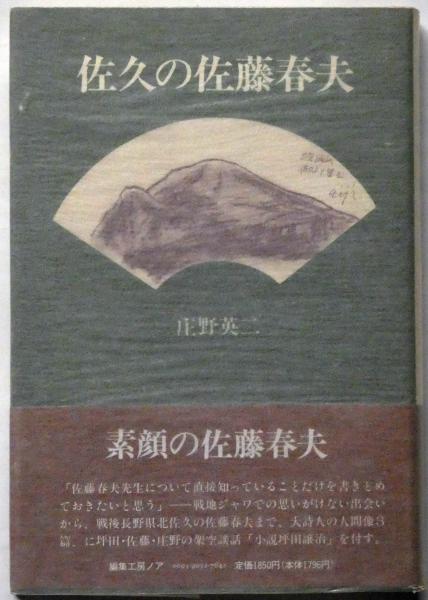 佐久の佐藤春夫
庄野英二
素顔の佐藤春夫
「佐藤春夫先生について直接知っていることだけを書きとめ
ておきたいと思う」——戦地ジャワでの思いがけない出会い
から、戦後長野県北佐久の佐藤春夫まで、大詩人の人間像3
篇、に坪田・佐藤・庄野の架空談話「小説坪田譲治」を付す。
編集工房ノア
定価1850円(本体1796円)